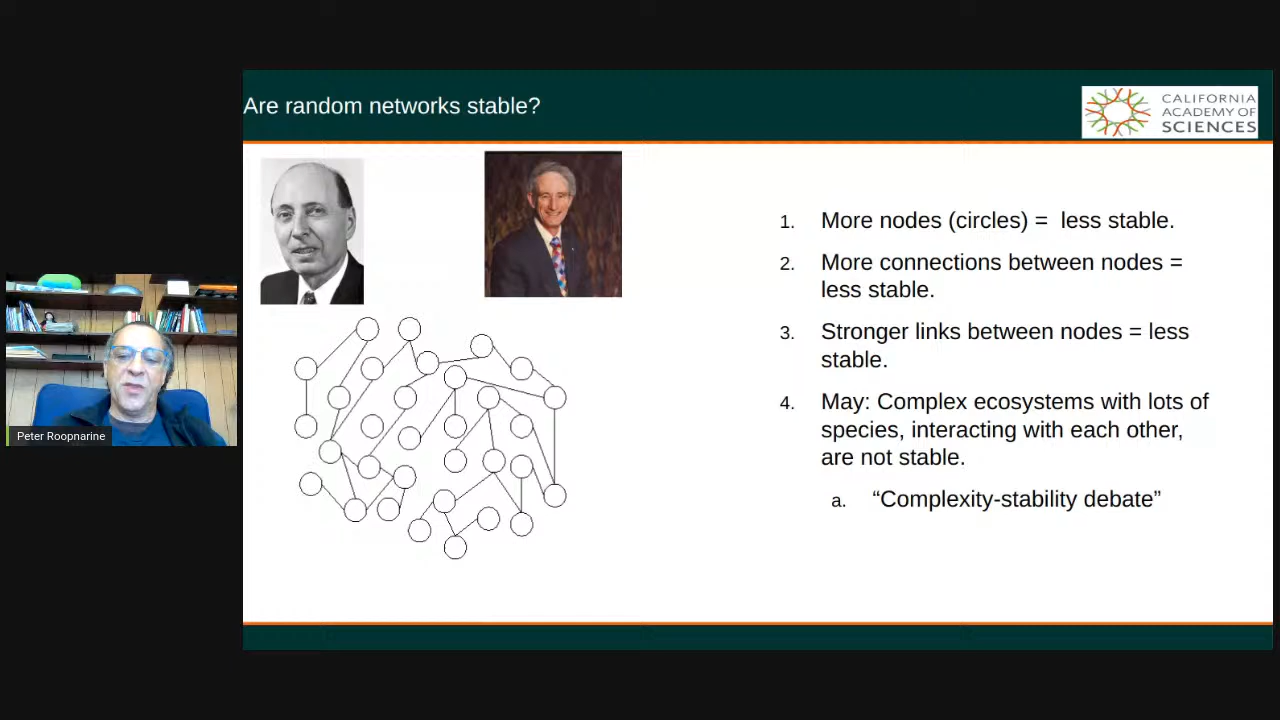 Are random networks stable?
CALIFORNIA
ACADEMY OF
SCIENCES
1. More nodes (circles) =  less stable.
2. More connections between nodes =
less stable.
3. Stronger links between nodes = less
stable.
4. May: Complex ecosystems with lots of
species, interacting with each other,
are not stable.
a. “Complexity-stability debate”
Peter Roopnarine